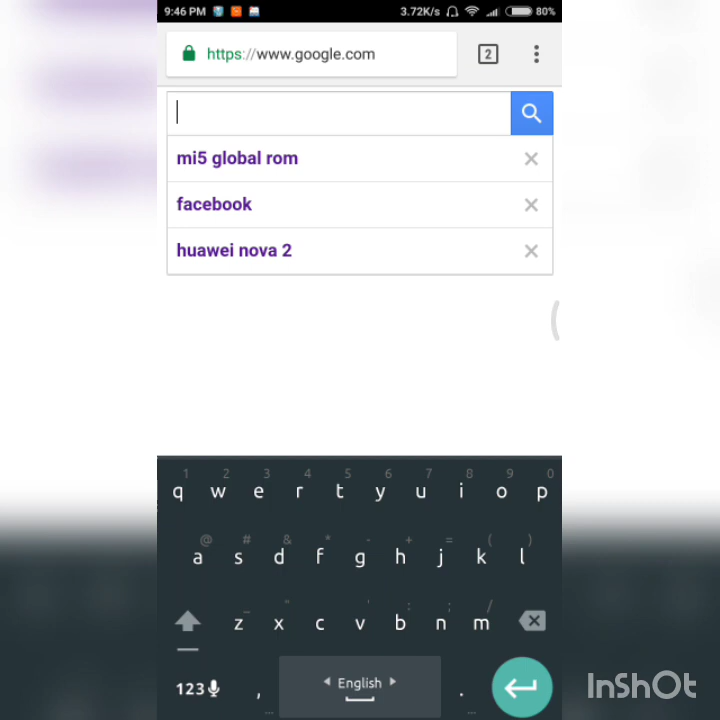 9:46 PM 3.72K/s 80%
https://www.google.com 2
mi5 global rom
facebook
huawei nova 2
1 2 3 4 5 6 7 8 9 0
q w e r t y u i o p
@ # & * - + = ( )
a s d f g h j k l
_ " ' : ; /
z x c v b n m
123 , English .
InShOt